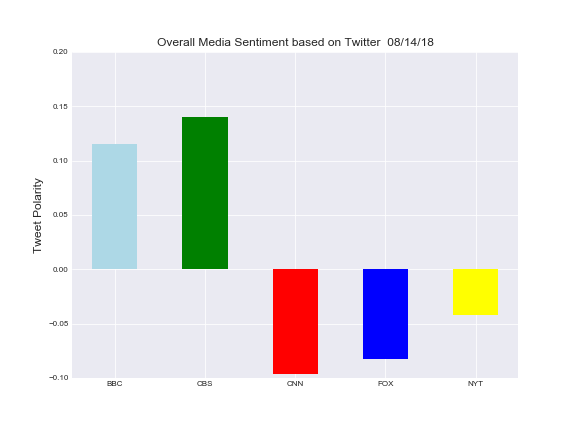 Overall Media Sentiment based on Twitter  08/14/18
Tweet Polarity
0.20
0.15
0.10
0.05
0.00
−0.05
−0.10
BBC CBS CNN FOX NYT